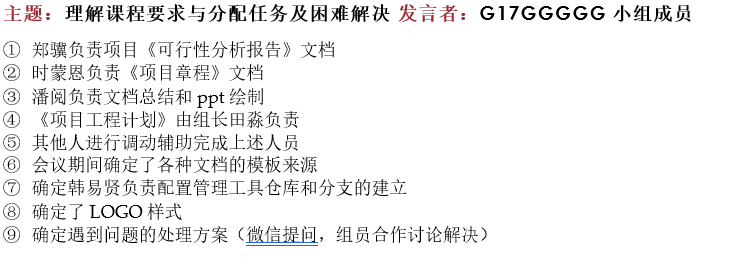 主题：理解课程要求与分配任务及困难解决 发言者：G17GGGGG 小组成员
① 郑骥负责项目《可行性分析报告》文档
② 时蒙恩负责《项目章程》文档
③ 潘阅负责文档总结和 ppt 绘制
④ 《项目工程计划》由组长田淼负责
⑤ 其他人进行调动辅助完成上述人员
⑥ 会议期间确定了各种文档的模板来源
⑦ 确定韩易贤负责配置管理工具仓库和分支的建立
⑧ 确定了 LOGO 样式
⑨ 确定遇到问题的处理方案（微信提问，组员合作讨论解决）